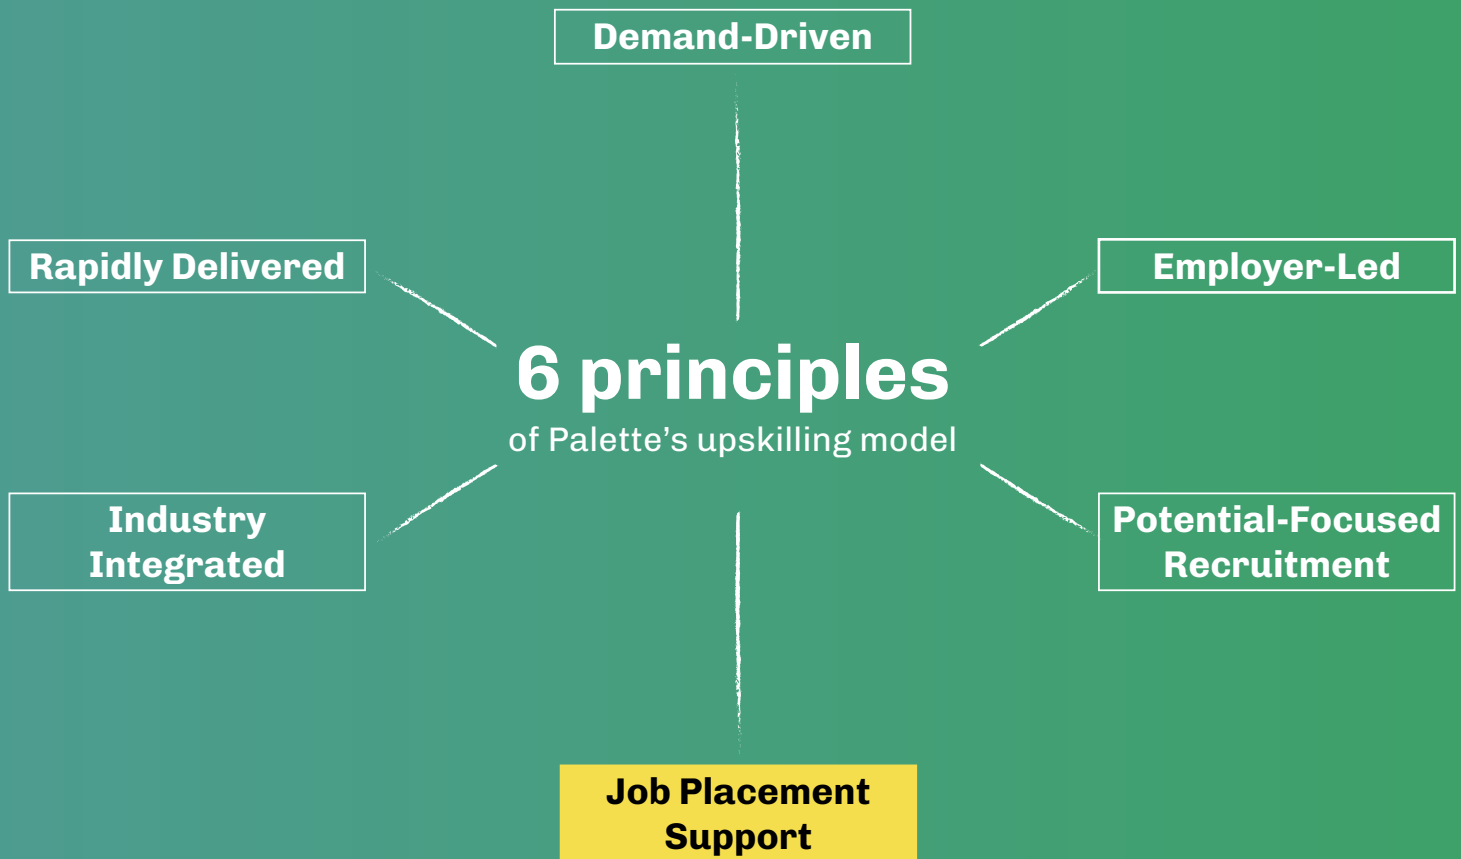 Demand-Driven
Rapidly Delivered
Employer-Led
6 principles
of Palette’s upskilling model
Industry
Integrated
Potential-Focused
Recruitment
Job Placement
Support